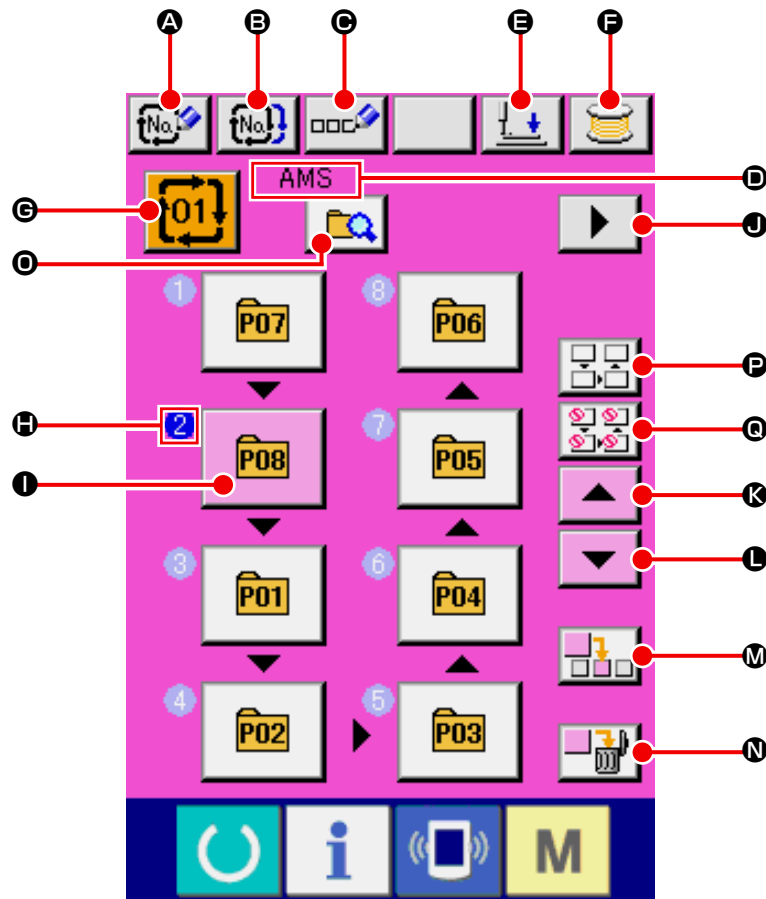 A B C E F
No. No.
AMS D
G 01 J
O
1 P07 8 P06
P
H 2 P08 7 P05 Q
I K
3 P01 6 P04 L
M
4 P02 5 P03 N
i M